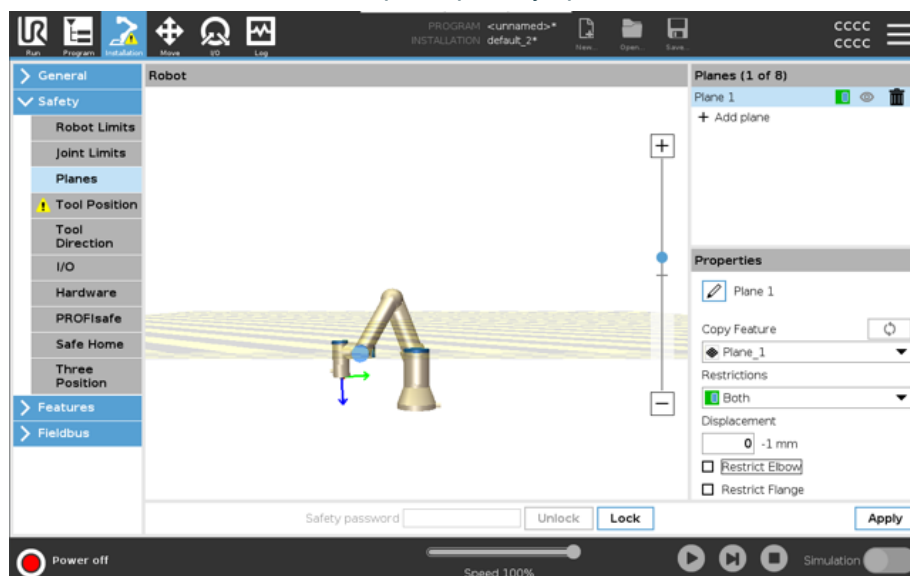 PROGRAM <unnamed>*
INSTALLATION default_2*
Run Program Installation Move I/O Log
New... Open... Save...
CCCC
CCCC
General
Safety
Robot Limits
Joint Limits
Planes
Tool Position
Tool
Direction
I/O
Hardware
PROFIsafe
Safe Home
Three
Position
Features
Fieldbus
Robot
Planes (1 of 8)
Plane 1
+ Add plane
Properties
Plane 1
Copy Feature
Plane_1
Restrictions
Both
Displacement
0 -1 mm
Restrict Elbow
Restrict Flange
Safety password Unlock Lock
Apply
Power off
Speed 100%
Simulation